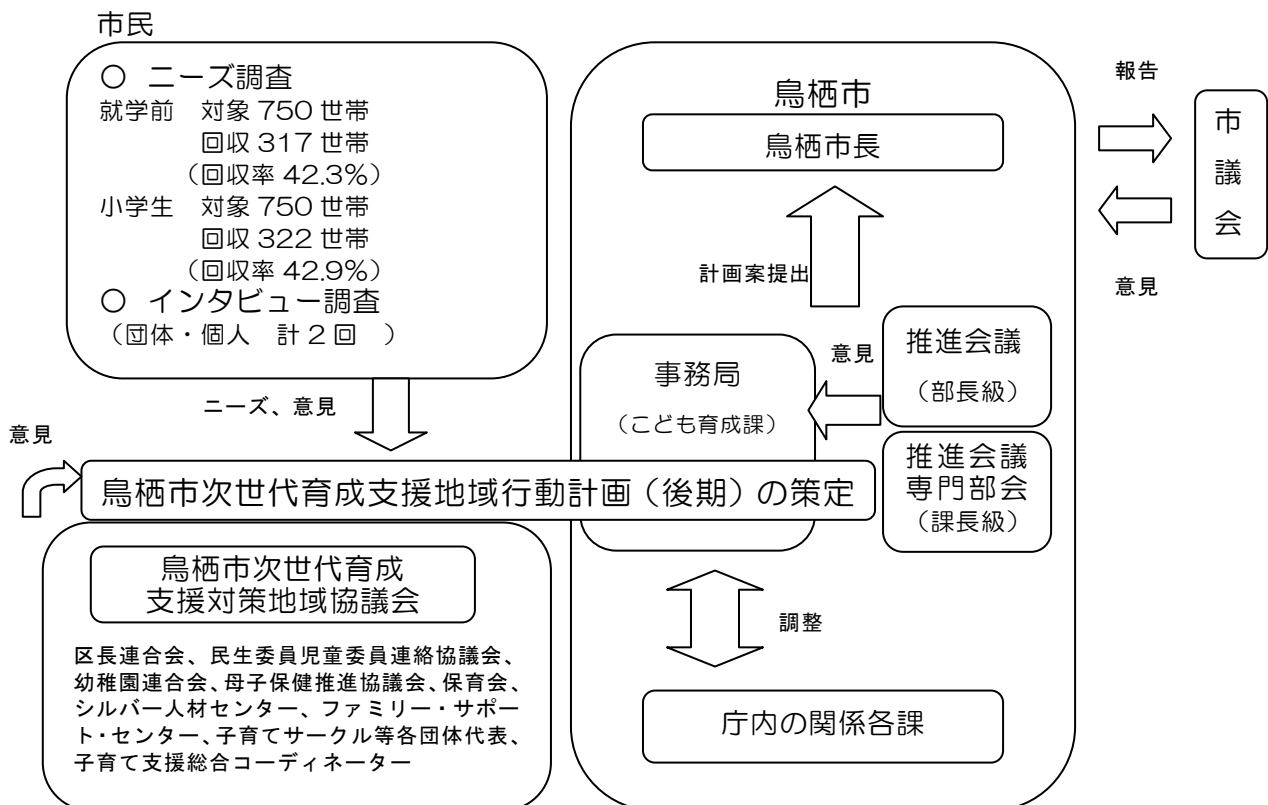 市民
○ ニーズ調査
就学前 対象 750 世帯
回収 317 世帯
（回収率 42.3%）
小学生 対象 750 世帯
回収 322 世帯
（回収率 42.9%）
○ インタビュー調査
（団体・個人 計２回 ）
ニーズ、意見
意見
鳥栖市次世代育成支援地域行動計画（後期）の策定
鳥栖市次世代育成
支援対策地域協議会
区長連合会、民生委員児童委員連絡協議会、
幼稚園連合会、母子保健推進協議会、保育会、
シルバー人材センター、ファミリー・サポー
ト・センター、子育てサークル等各団体代表、
子育て支援総合コーディネーター
鳥栖市
鳥栖市長
計画案提出
事務局
（こども育成課）
意見
推進会議
（部長級）
推進会議
専門部会
（課長級）
調整
庁内の関係各課
報告
市
議
会
意見